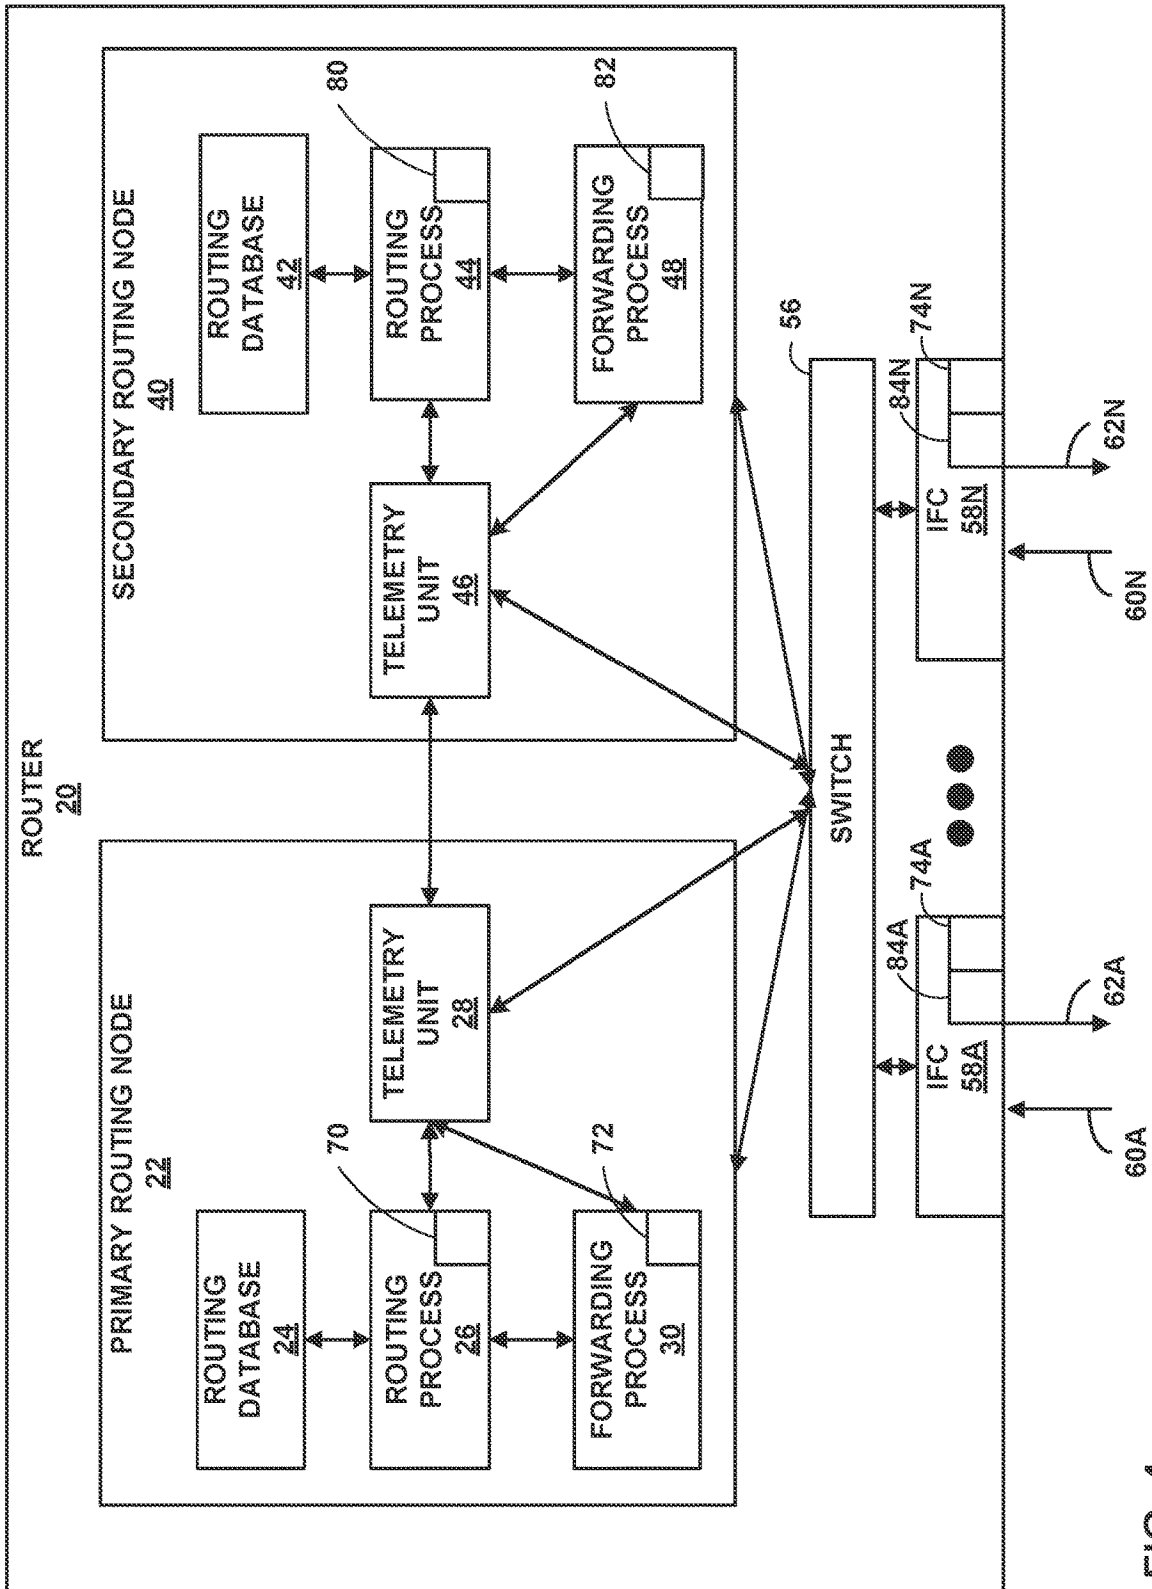 ROUTER
20
PRIMARY ROUTING NODE
22
ROUTING
DATABASE
24
ROUTING
PROCESS
26
70
FORWARDING
PROCESS
30
72
TELEMETRY
UNIT
28
SECONDARY ROUTING NODE
40
TELEMETRY
UNIT
46
ROUTING
DATABASE
42
ROUTING
PROCESS
44
80
FORWARDING
PROCESS
48
82
SWITCH
56
IFC
58A
84A
74A
60A
62A
IFC
58N
84N
74N
60N
62N